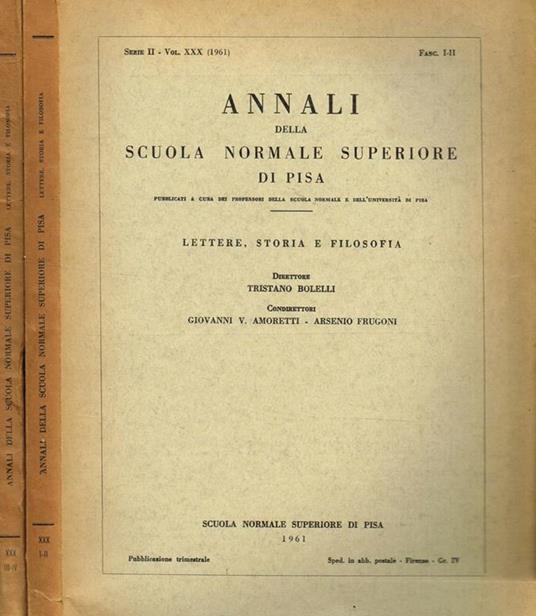 ANNALI DELLA SCUOLA NORMALE SUPERIORE DI PISA LETTERE, STORIA E FILOSOFIA
XXX
III-IV
ANNALI DELLA SCUOLA NORMALE SUPERIORE DI PISA LETTERE, STORIA E FILOSOFIA
XXX
I-II
SERIE II - VOL. XXX (1961) FASC. I-II
ANNALI
DELLA
SCUOLA NORMALE SUPERIORE
DI PISA
PUBBLICATI A CURA DEI PROFESSORI DELLA SCUOLA NORMALE E DELL'UNIVERSITÀ DI PISA
LETTERE, STORIA E FILOSOFIA
DIRETTORE
TRISTANO BOLELLI
CONDIRETTORI
GIOVANNI V. AMORETTI - ARSENIO FRUGONI
SCUOLA NORMALE SUPERIORE DI PISA
1961
Pubblicazione trimestrale Sped. in abb. postale - Firenze - Gr. IV